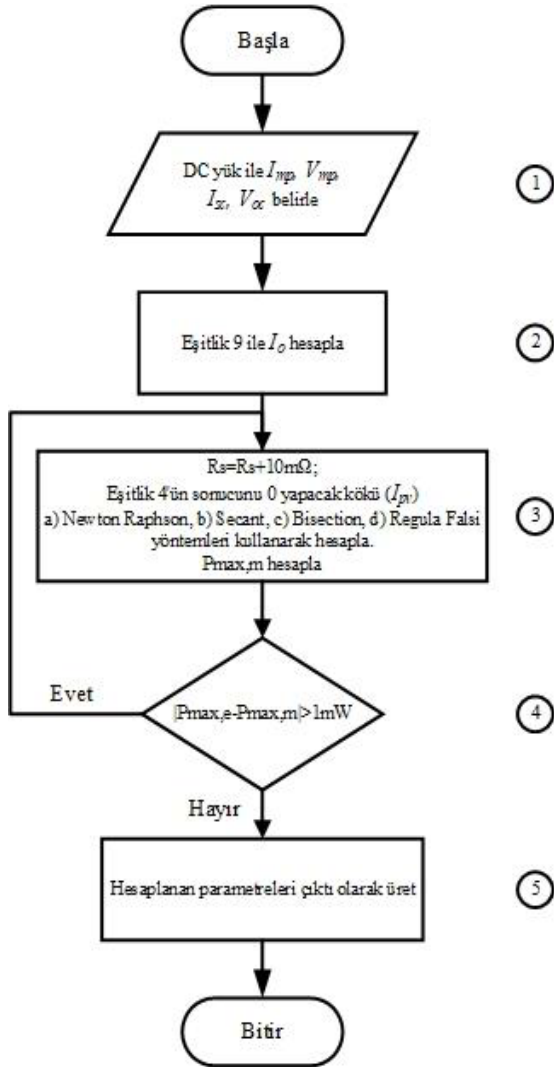 Başla
DC yük ile Imp, Vmp,
Isc, Voc belirle
1
Eşitlik 9 ile Io hesapla
2
Rs=Rs+10mΩ;
Eşitlik 4'ün sonucunu 0 yapacak kökü (Ipv)
a) Newton Raphson, b) Secant, c) Bisection, d) Regula Falsi
yöntemleri kullanarak hesapla.
Pmax,m hesapla
3
Evet
|Pmax,e-Pmax,m|>1mW
4
Hayır
Hesaplanan parametreleri çıktı olarak üret
5
Bitir